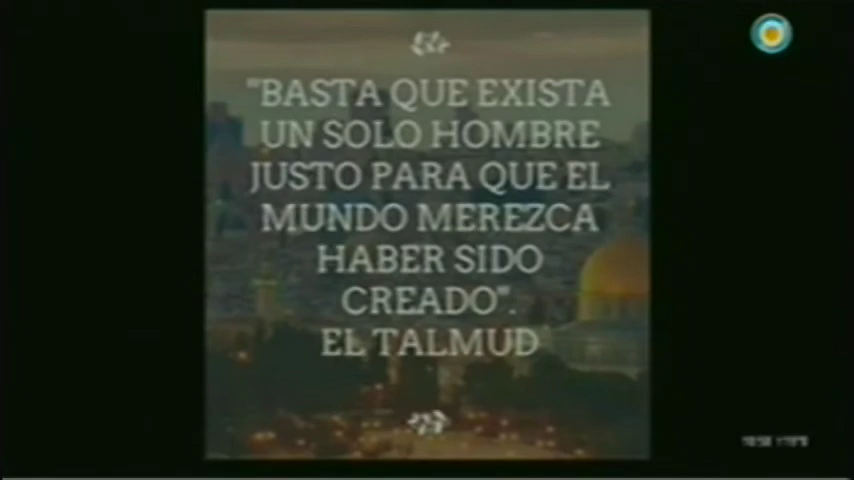 "BASTA QUE EXISTA
UN SOLO HOMBRE
JUSTO PARA QUE EL
MUNDO MEREZCA
HABER SIDO
CREADO".
EL TALMUD